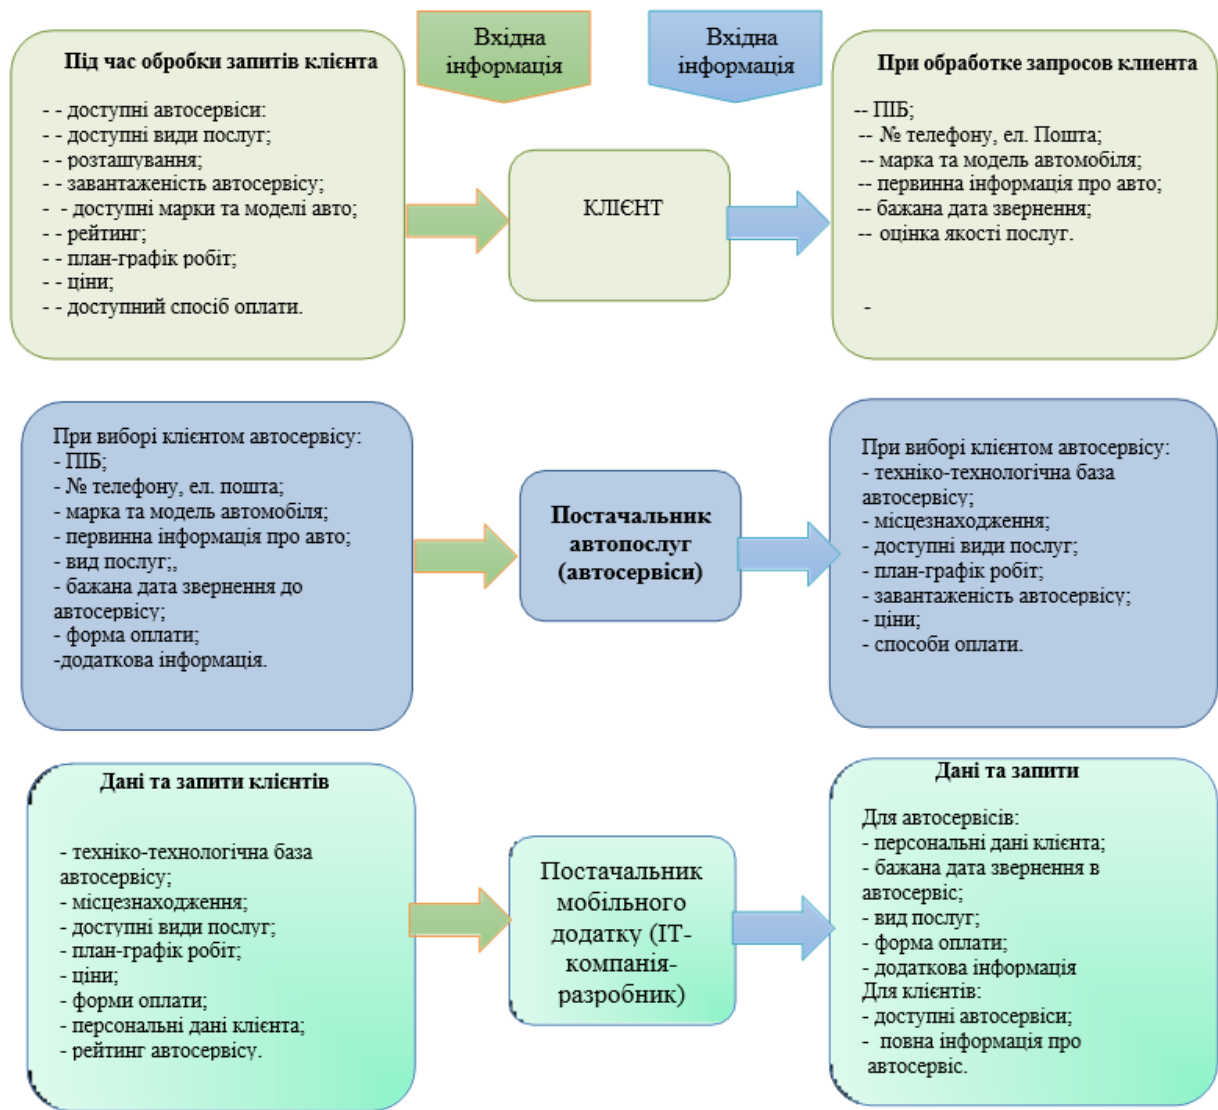 Вхідна
інформація
Вхідна
інформація
Під час обробки запитів клієнта
- - доступні автосервіси:
- - доступні види послуг;
- - розташування;
- - завантаженість автосервісу;
- - доступні марки та моделі авто;
- - рейтинг;
- - план-графік робіт;
- - ціни;
- - доступний спосіб оплати.
КЛІЄНТ
При обработке запросов клиента
-- ПІБ;
-- № телефону, ел. Пошта;
-- марка та модель автомобіля;
-- первинна інформація про авто;
-- бажана дата звернення;
-- оцінка якості послуг.
-
При виборі клієнтом автосервісу:
- ПІБ;
- № телефону, ел. пошта;
- марка та модель автомобіля;
- первинна інформація про авто;
- вид послуг;,
- бажана дата звернення до
автосервісу;
- форма оплати;
-додаткова інформація.
Постачальник
автопослуг
(автосервіси)
При виборі клієнтом автосервісу:
- техніко-технологічна база
автосервісу;
- місцезнаходження;
- доступні види послуг;
- план-графік робіт;
- завантаженість автосервісу;
- ціни;
- способи оплати.
Дані та запити клієнтів
- техніко-технологічна база
автосервісу;
- місцезнаходження;
- доступні види послуг;
- план-графік робіт;
- ціни;
- форми оплати;
- персональні дані клієнта;
- рейтинг автосервісу.
Постачальник
мобільного
додатку (ІТ-
компанія-
разробник)
Дані та запити
Для автосервісів:
- персональні дані клієнта;
- бажана дата звернення в
автосервіс;
- вид послуг;
- форма оплати;
- додаткова інформація
Для клієнтів:
- доступні автосервіси;
- повна інформація про
автосервіс.